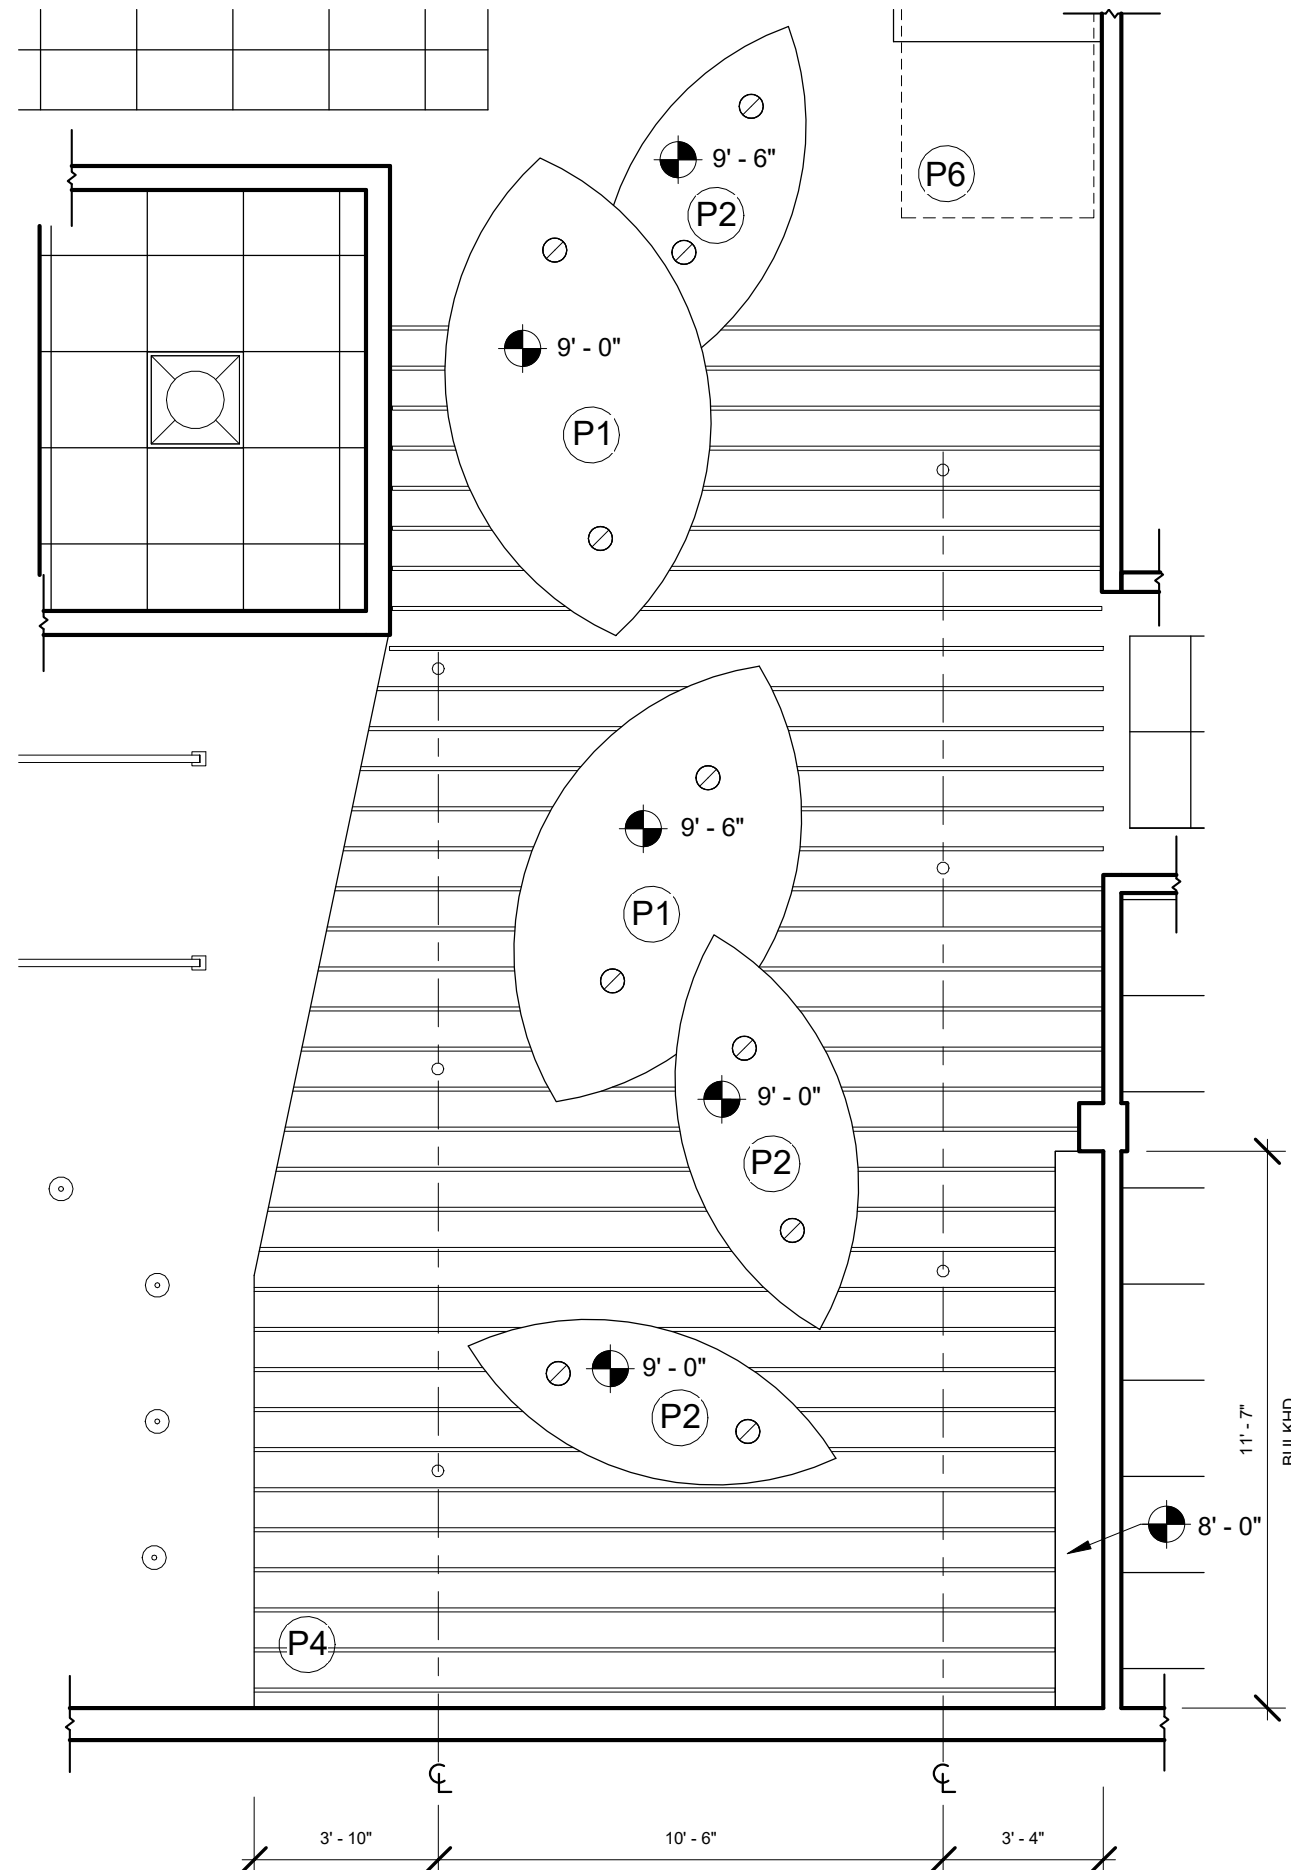 9' - 6"
P2
P6
9' - 0"
P1
9' - 6"
P1
9' - 0"
P2
9' - 0"
P2
11' - 7"
BULKHD
8' - 0"
P4
℄
℄
3' - 10"
10' - 6"
3' - 4"